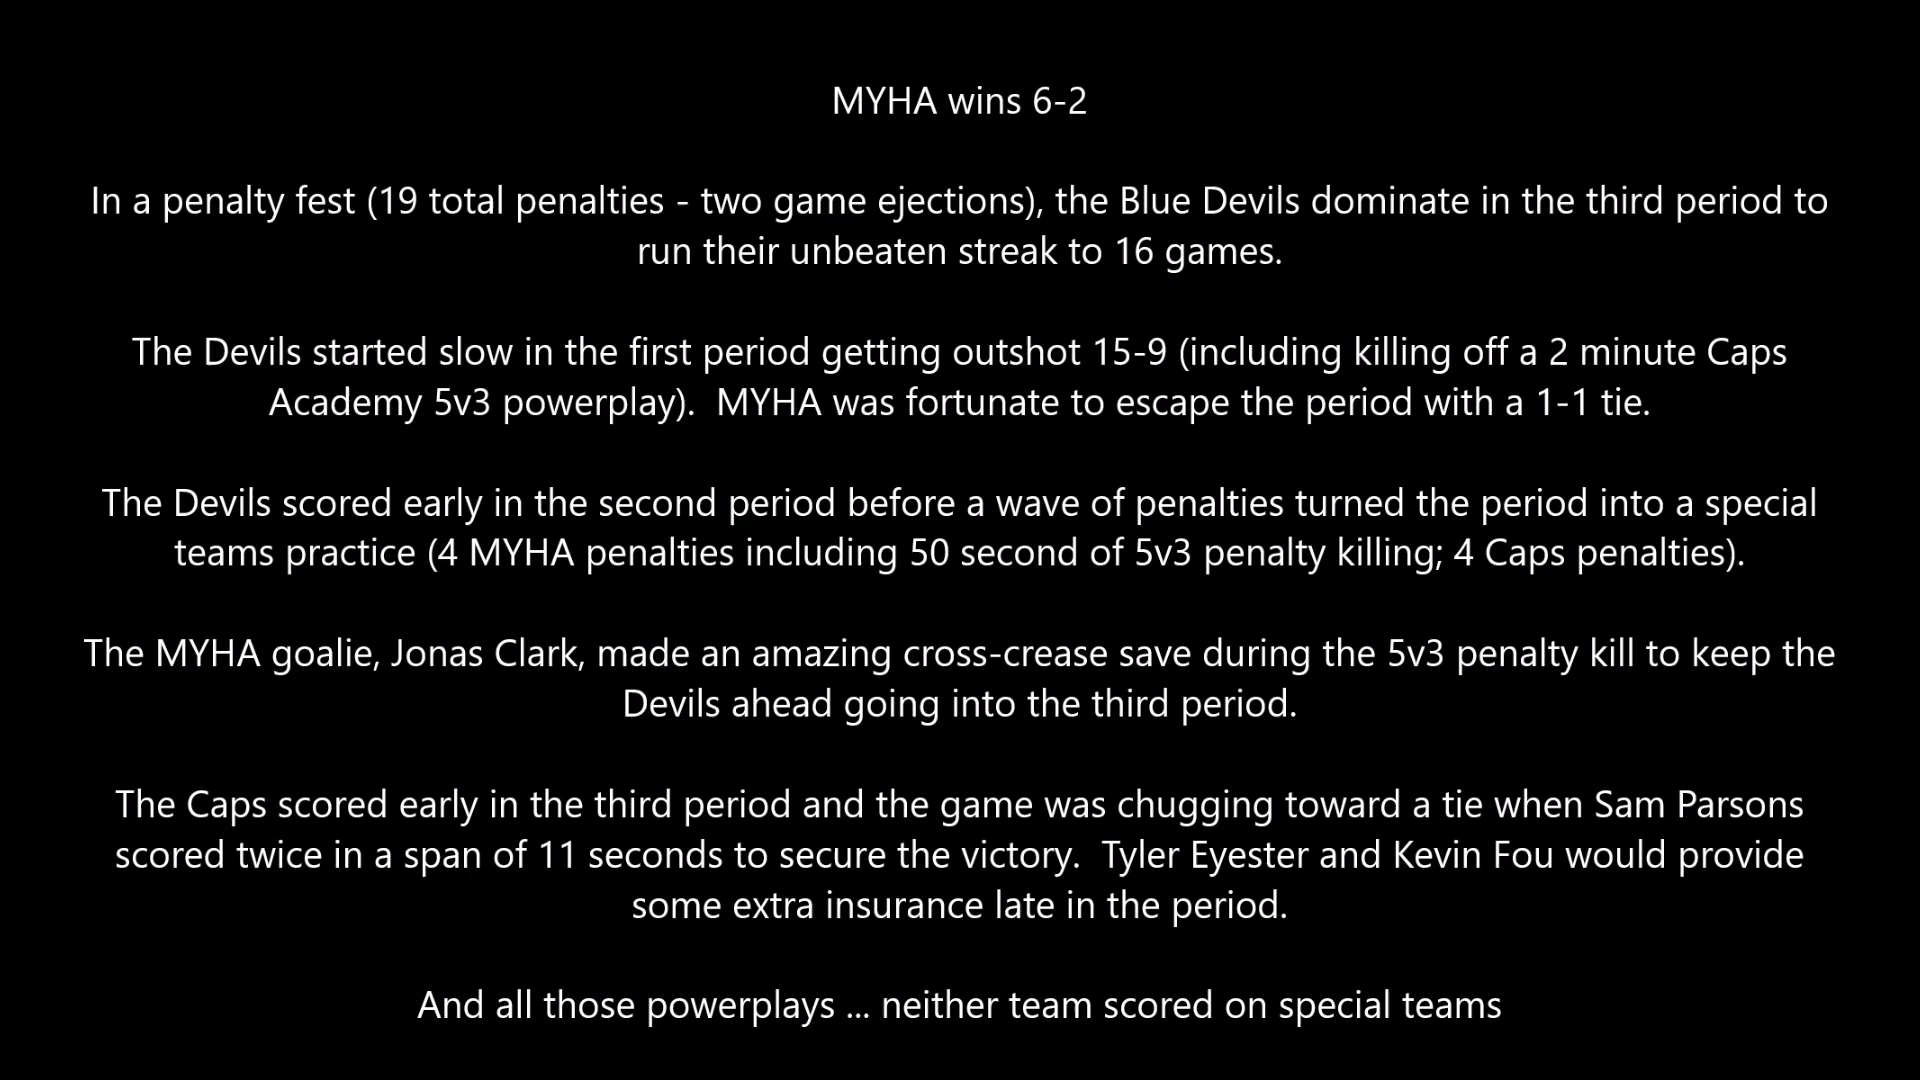 MYHA wins 6-2
In a penalty fest (19 total penalties - two game ejections), the Blue Devils dominate in the third period to
run their unbeaten streak to 16 games.
The Devils started slow in the first period getting outshot 15-9 (including killing off a 2 minute Caps
Academy 5v3 powerplay).  MYHA was fortunate to escape the period with a 1-1 tie.
The Devils scored early in the second period before a wave of penalties turned the period into a special
teams practice (4 MYHA penalties including 50 second of 5v3 penalty killing; 4 Caps penalties).
The MYHA goalie, Jonas Clark, made an amazing cross-crease save during the 5v3 penalty kill to keep the
Devils ahead going into the third period.
The Caps scored early in the third period and the game was chugging toward a tie when Sam Parsons
scored twice in a span of 11 seconds to secure the victory.  Tyler Eyester and Kevin Fou would provide
some extra insurance late in the period.
And all those powerplays ... neither team scored on special teams